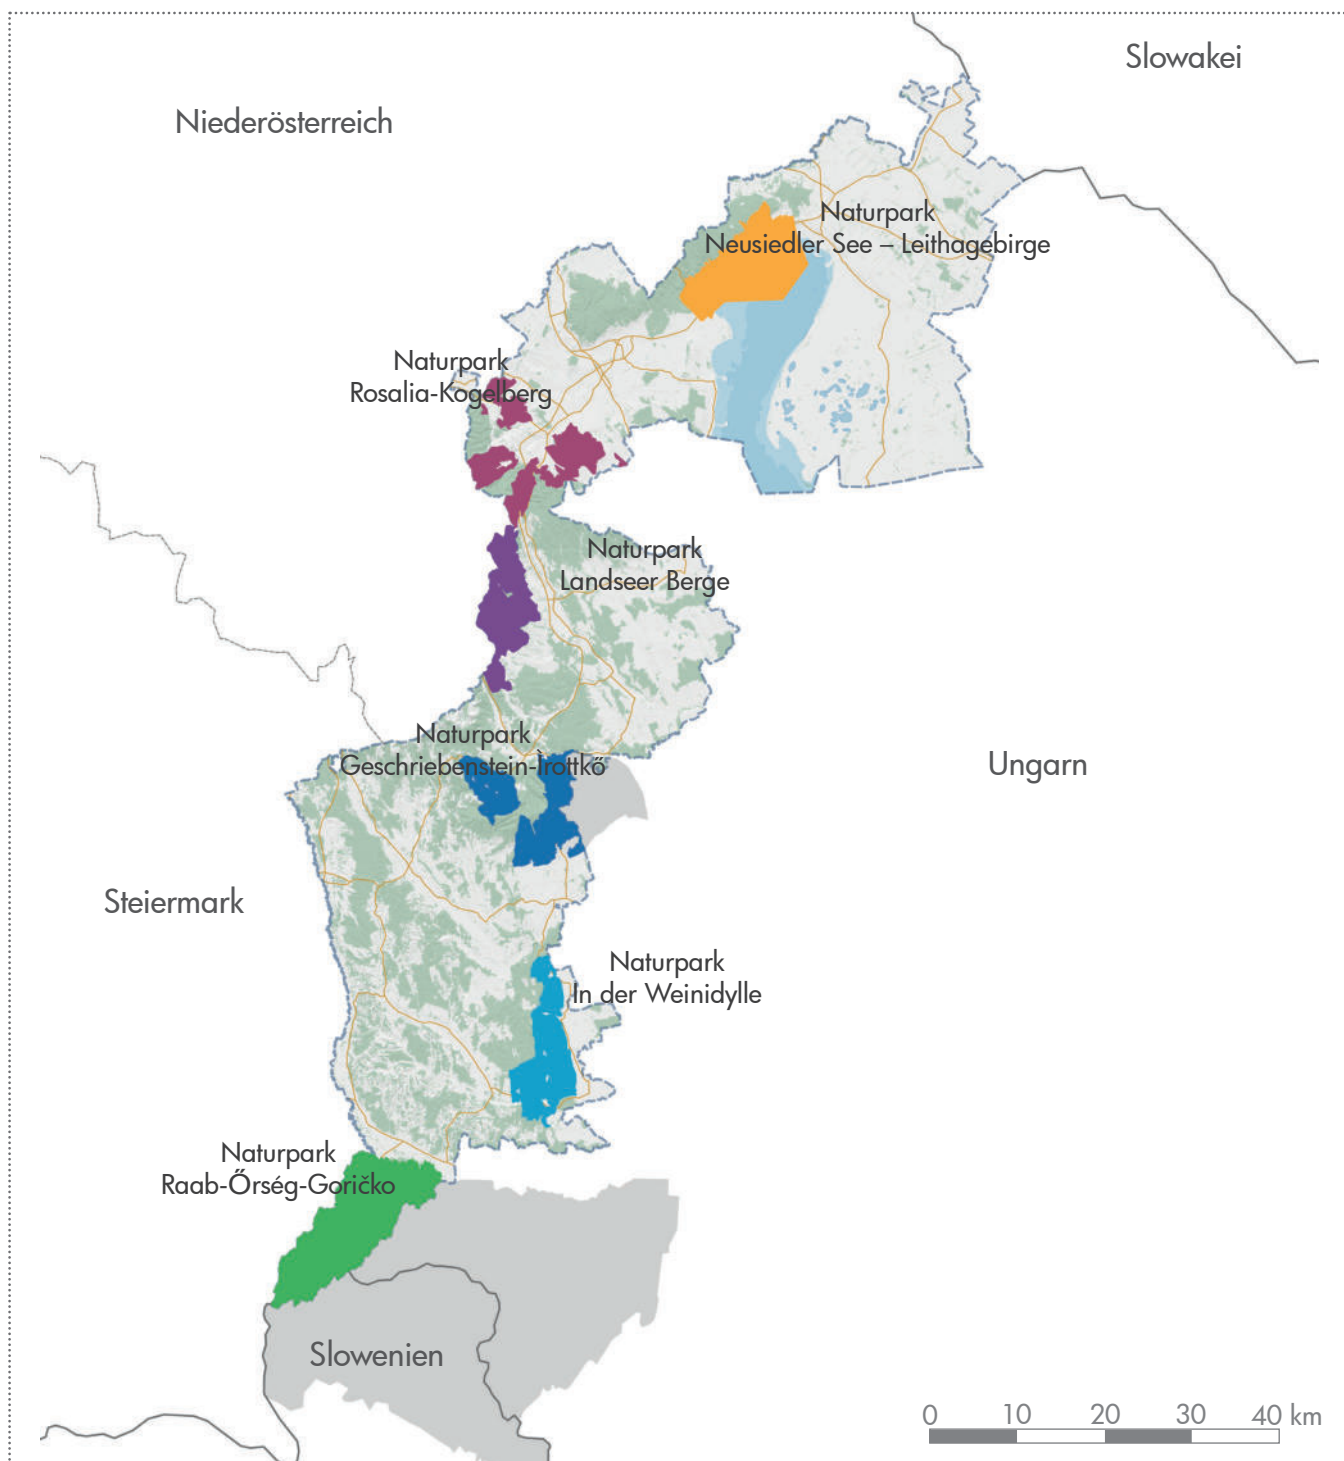 Slowakei
Niederösterreich
Naturpark
Neusiedler See – Leithagebirge
Naturpark
Rosalia-Kogelberg
Naturpark
Landseer Berge
Naturpark
Geschriebenstein-Írottkő
Ungarn
Steiermark
Naturpark
In der Weinidylle
Naturpark
Raab-Őrség-Goričko
Slowenien
0 10 20 30 40 km